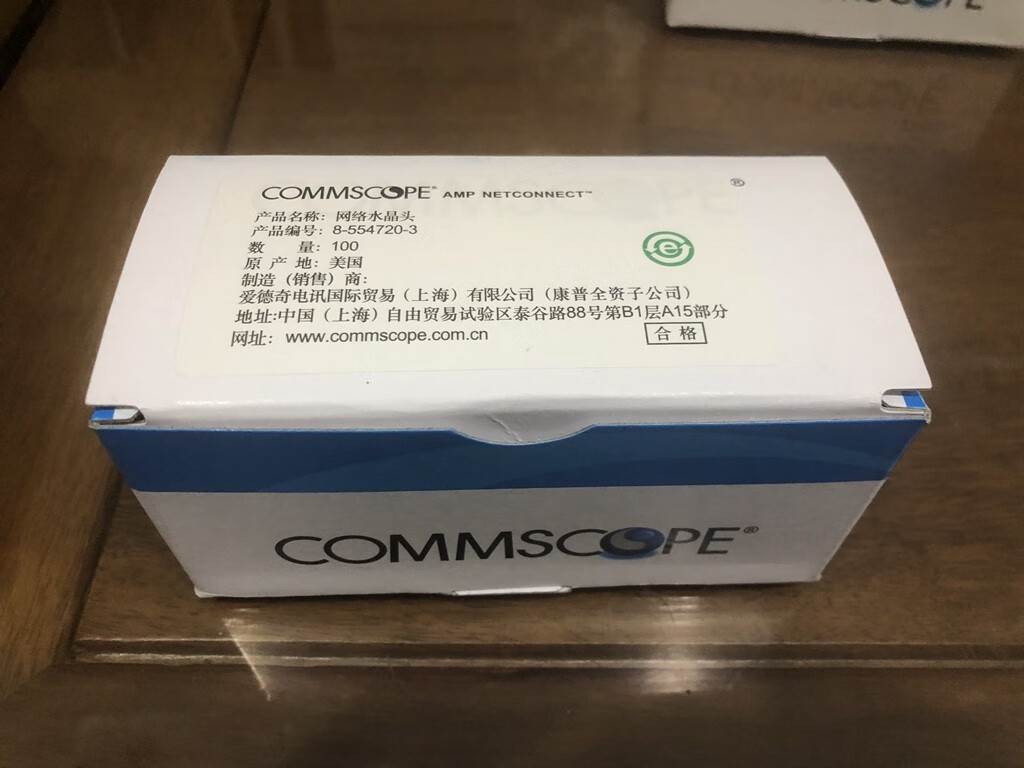 COMMSCOPE® AMP NETCONNECT™
®
产品名称: 网络水晶头
产品编号: 8-554720-3
数 量: 100
原 产 地: 美国
制造（销售）商:
爱德奇电讯国际贸易（上海）有限公司（康普全资子公司）
地址:中国（上海）自由贸易试验区泰谷路88号第B1层A15部分
网址: www.commscope.com.cn
合格
COMMSCOPE®